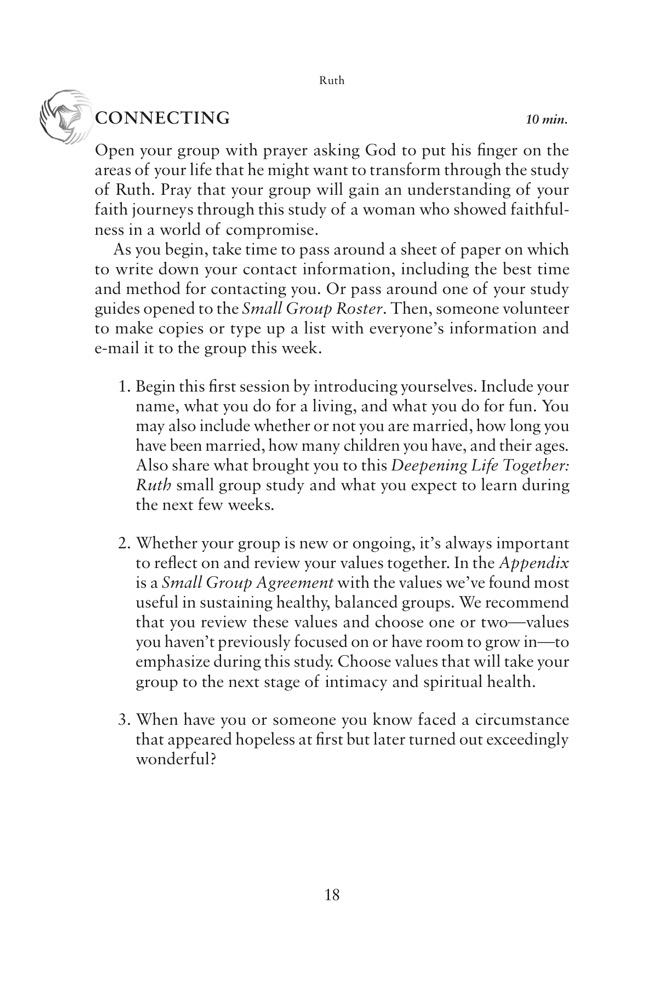 Ruth
CONNECTING 10 min.
Open your group with prayer asking God to put his finger on the
areas of your life that he might want to transform through the study
of Ruth. Pray that your group will gain an understanding of your
faith journeys through this study of a woman who showed faithful-
ness in a world of compromise.
As you begin, take time to pass around a sheet of paper on which
to write down your contact information, including the best time
and method for contacting you. Or pass around one of your study
guides opened to the Small Group Roster. Then, someone volunteer
to make copies or type up a list with everyone’s information and
e-mail it to the group this week.
1. Begin this first session by introducing yourselves. Include your
name, what you do for a living, and what you do for fun. You
may also include whether or not you are married, how long you
have been married, how many children you have, and their ages.
Also share what brought you to this Deepening Life Together:
Ruth small group study and what you expect to learn during
the next few weeks.
2. Whether your group is new or ongoing, it’s always important
to reflect on and review your values together. In the Appendix
is a Small Group Agreement with the values we’ve found most
useful in sustaining healthy, balanced groups. We recommend
that you review these values and choose one or two—values
you haven’t previously focused on or have room to grow in—to
emphasize during this study. Choose values that will take your
group to the next stage of intimacy and spiritual health.
3. When have you or someone you know faced a circumstance
that appeared hopeless at first but later turned out exceedingly
wonderful?
18